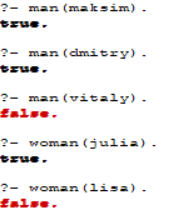 ?- man(maksim).
true.
?- man(dmitry).
true.
?- man(vitaly).
false.
?- woman(julia).
true.
?- woman(lisa).
false.